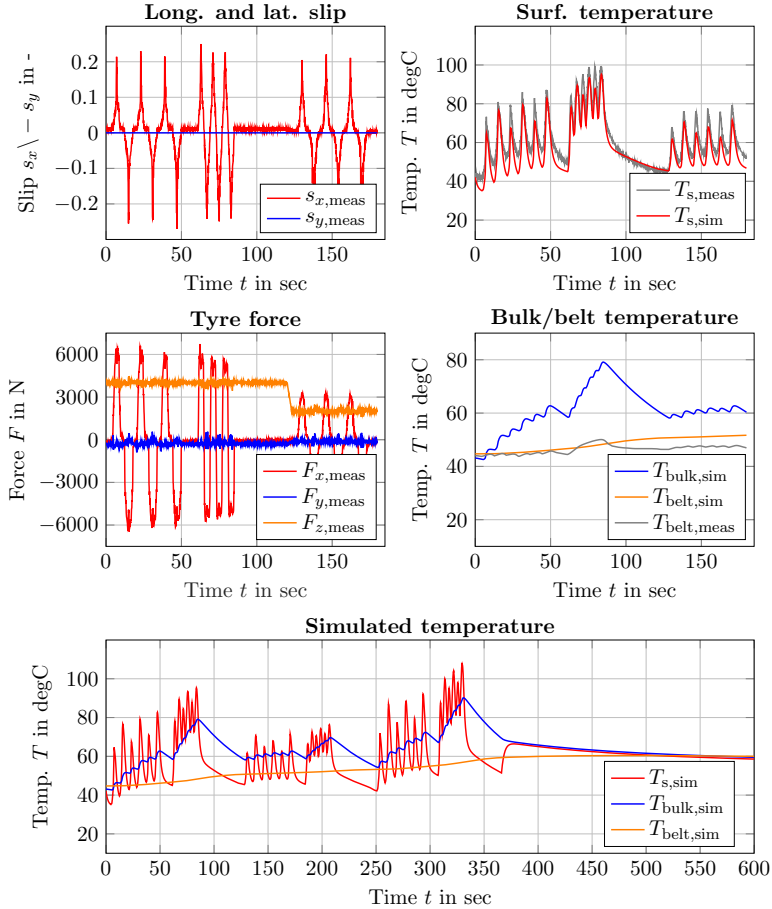 Long. and lat. slip
Slip s_x\ − s_y in -
0.2
0.1
0
−0.1
−0.2
s_x,meas
s_y,meas
0 50 100 150 200
Time t in sec
Surf. temperature
Temp. T in degC
100
80
60
40
20
T_s,meas
T_s,sim
0 50 100 150 200
Time t in sec
Tyre force
Force F in N
6000
3000
0
−3000
−6000
F_x,meas
F_y,meas
F_z,meas
0 50 100 150 200
Time t in sec
Bulk/belt temperature
Temp. T in degC
80
60
40
20
T_bulk,sim
T_belt,sim
T_belt,meas
0 50 100 150 200
Time t in sec
Simulated temperature
Temp. T in degC
100
80
60
40
20
T_s,sim
T_bulk,sim
T_belt,sim
0 50 100 150 200 250 300 350 400 450 500 550 600
Time t in sec